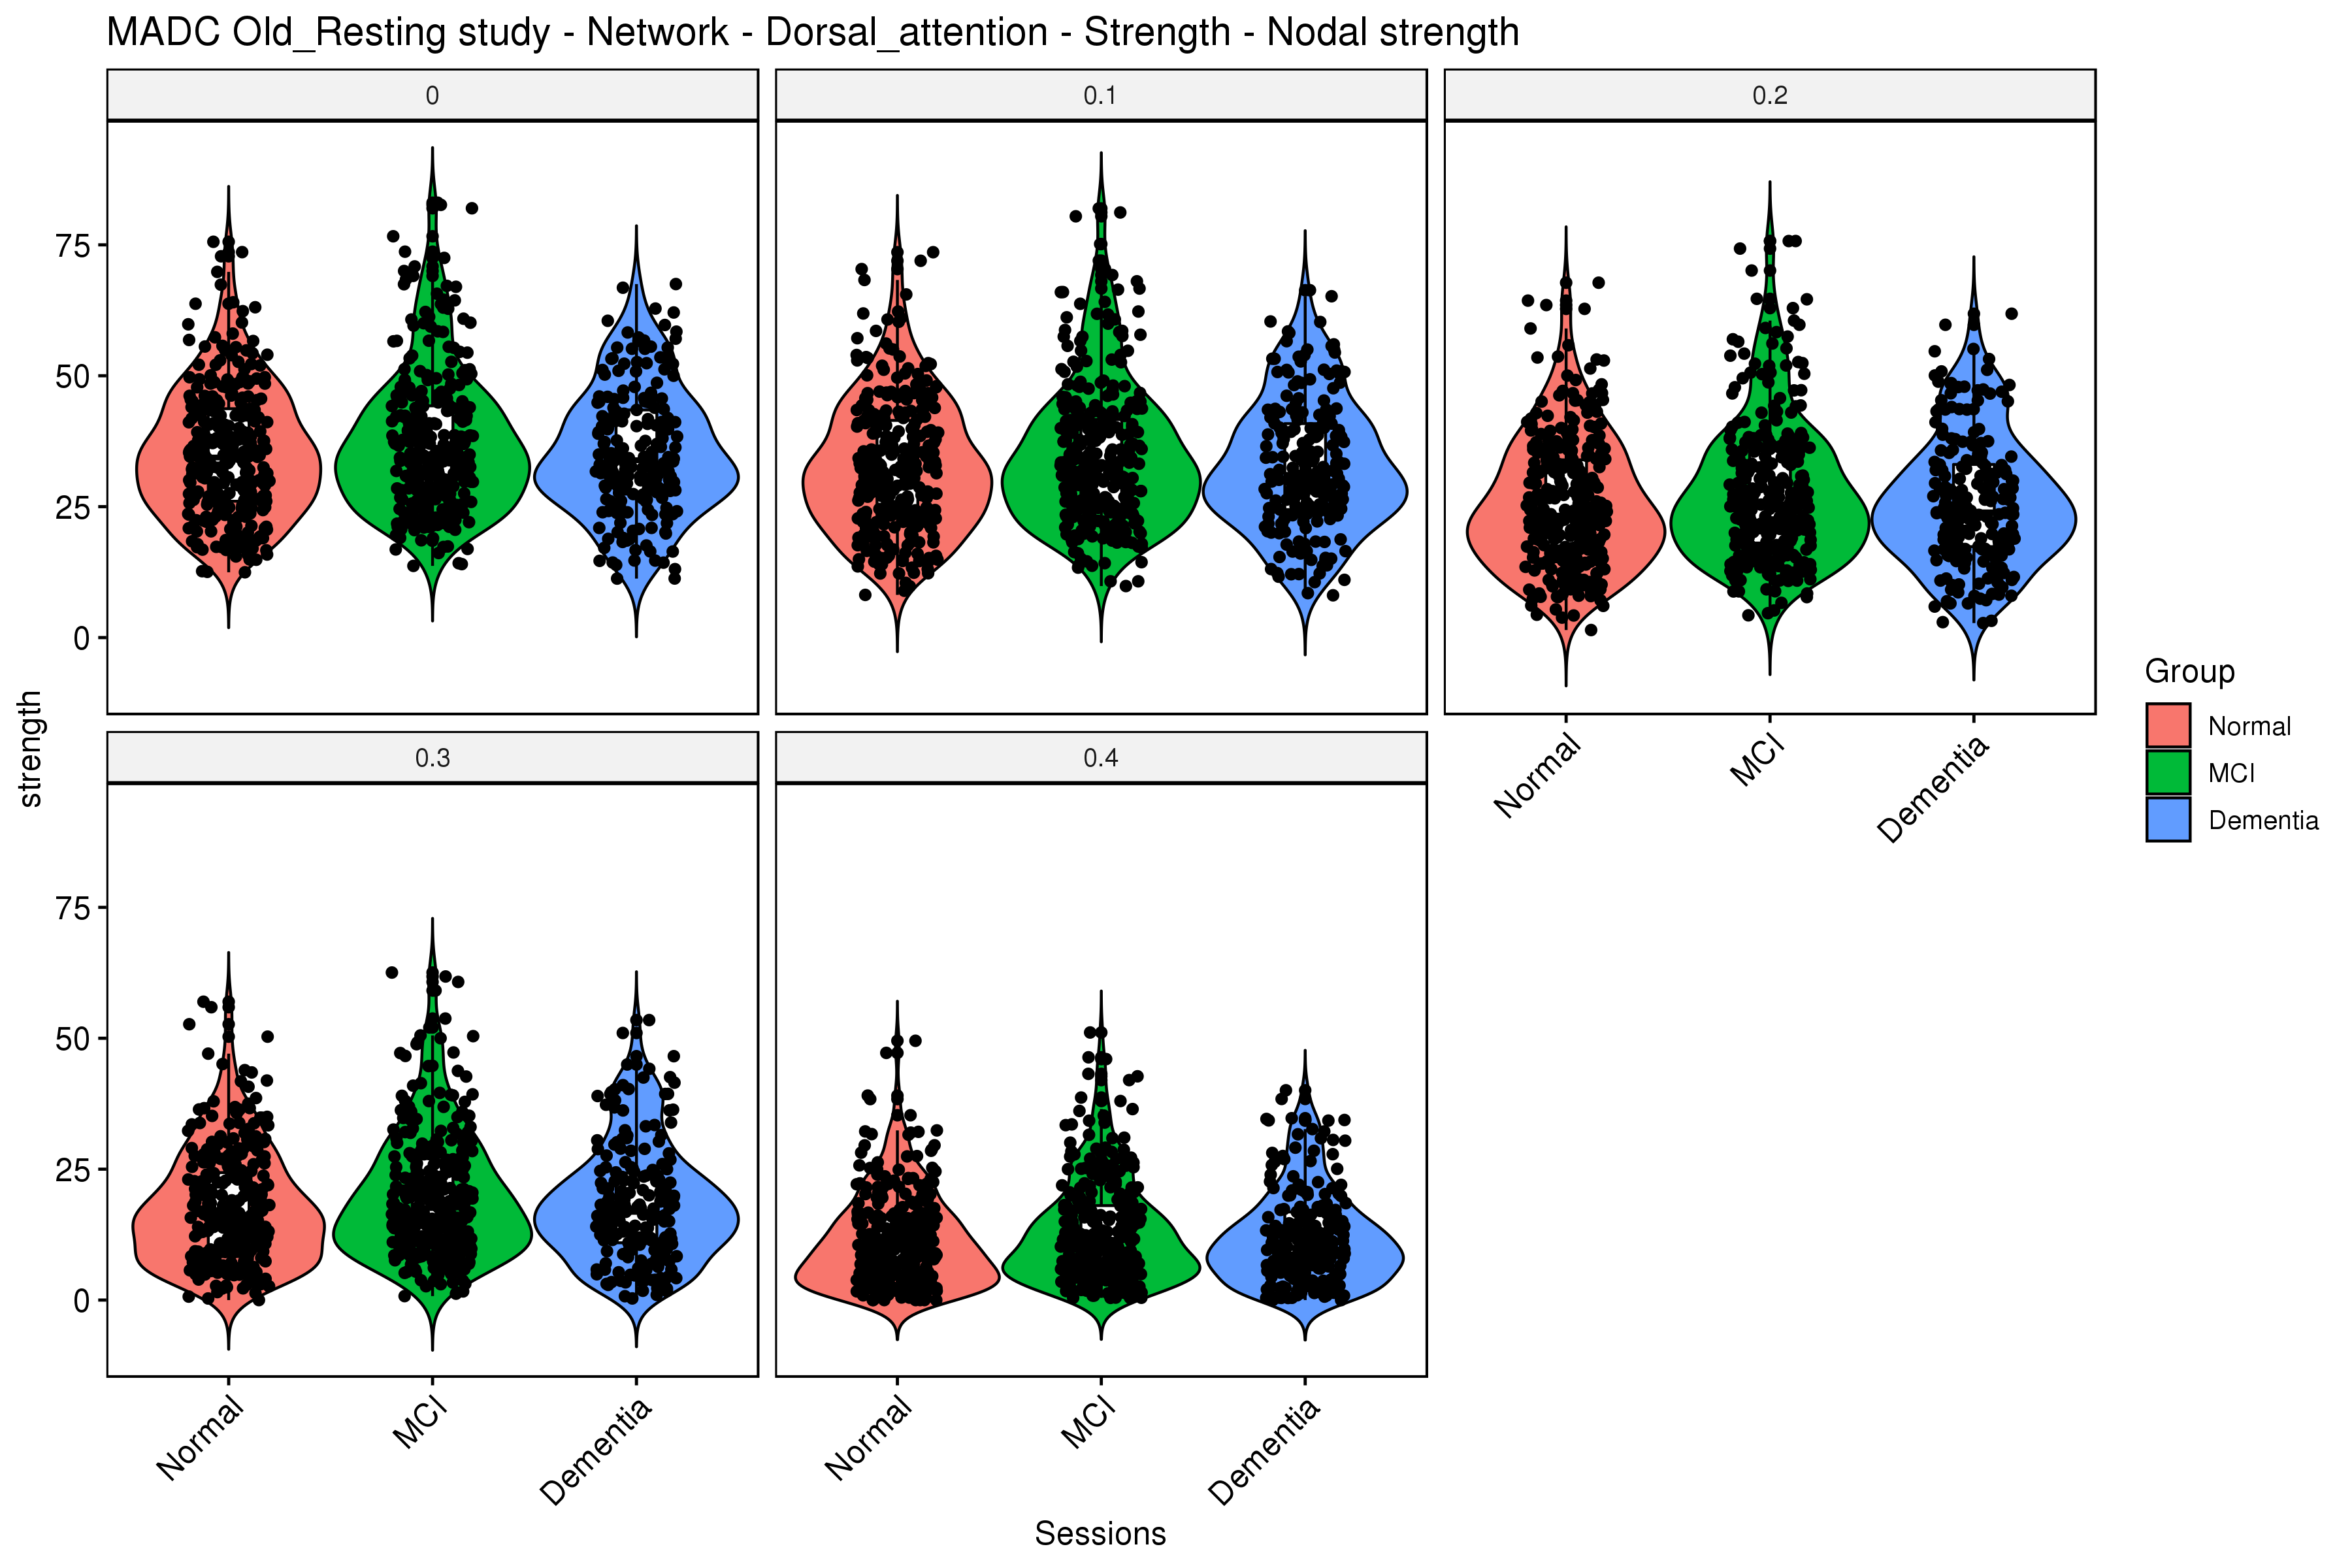 MADC Old_Resting study - Network - Dorsal_attention - Strength - Nodal strength
0
0.1
0.2
75
50
25
0
strength
Normal
MCI
Dementia
Group
Normal
MCI
Dementia
0.3
0.4
75
50
25
0
Normal
MCI
Dementia
Normal
MCI
Dementia
Sessions